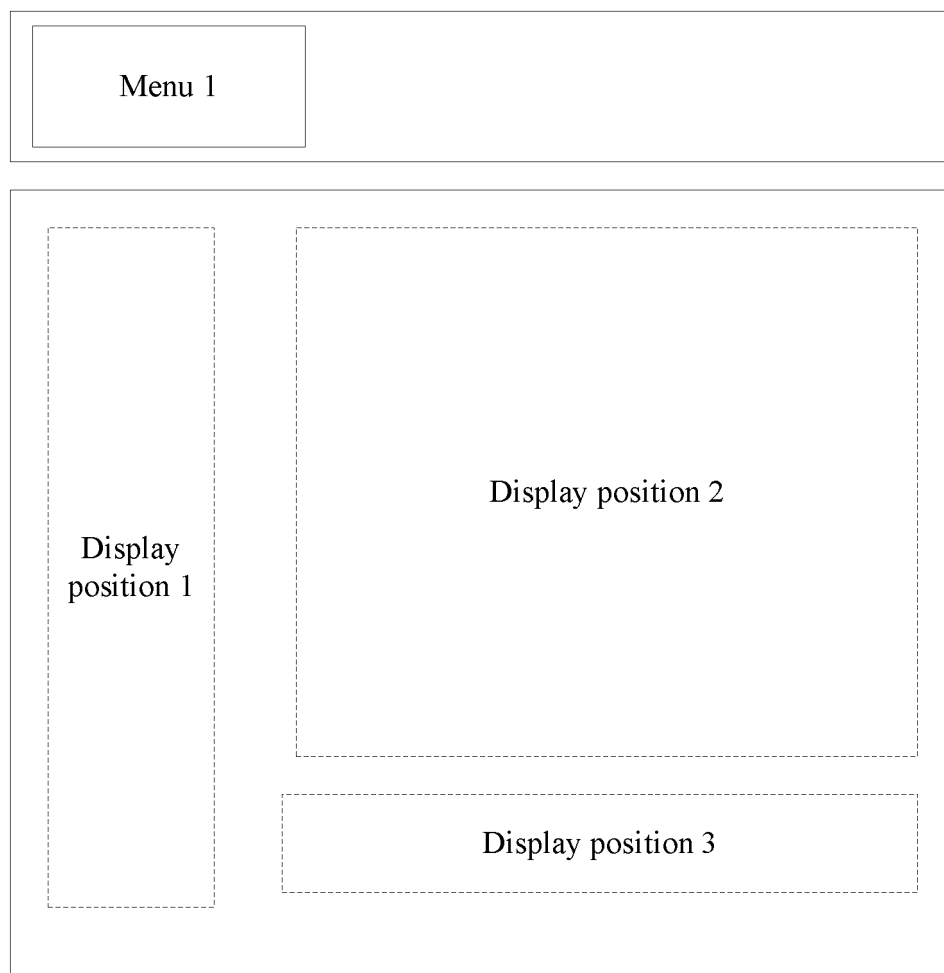 Menu 1
Display position 2
Display
position 1
Display position 3